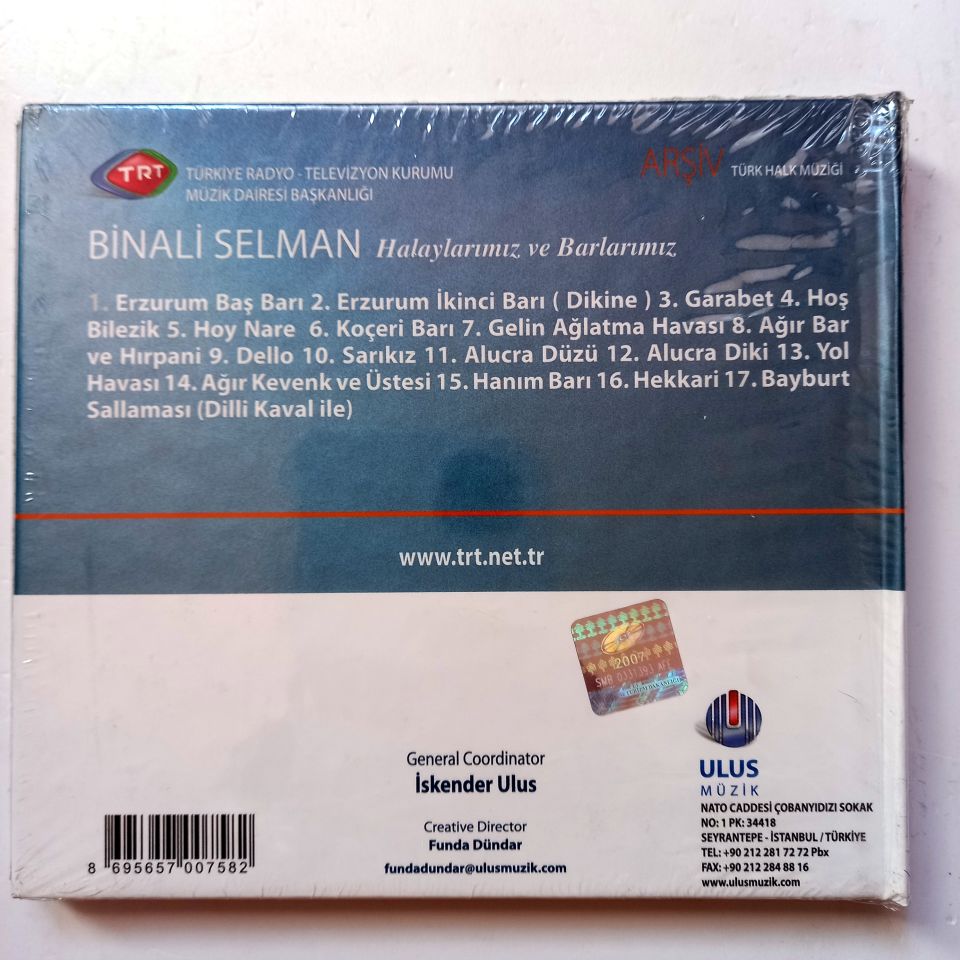 TRT
TÜRKİYE RADYO - TELEVİZYON KURUMU
MÜZİK DAİRESİ BAŞKANLIĞI
ARŞİV TÜRK HALK MÜZİĞİ
BİNALİ SELMAN Halaylarımız ve Barlarımız
1. Erzurum Baş Barı 2. Erzurum İkinci Barı ( Dikine ) 3. Garabet 4. Hoş
Bilezik 5. Hoy Nare 6. Koçeri Barı 7. Gelin Ağlatma Havası 8. Ağır Bar
ve Hırpani 9. Dello 10. Sarıkız 11. Alucra Düzü 12. Alucra Diki 13. Yol
Havası 14. Ağır Kevenk ve Üstesi 15. Hanım Barı 16. Hekkari 17. Bayburt
Sallaması (Dilli Kaval ile)
www.trt.net.tr
2007
SMB 0331393 AFF
General Coordinator
İskender Ulus
Creative Director
Funda Dündar
fundadundar@ulusmuzik.com
ULUS
MÜZİK
NATO CADDESİ ÇOBANYIDIZI SOKAK
NO: 1 PK: 34418
SEYRANTEPE - İSTANBUL / TÜRKİYE
TEL: +90 212 281 72 72 Pbx
FAX: +90 212 284 88 16
www.ulusmuzik.com
8 695657 007582